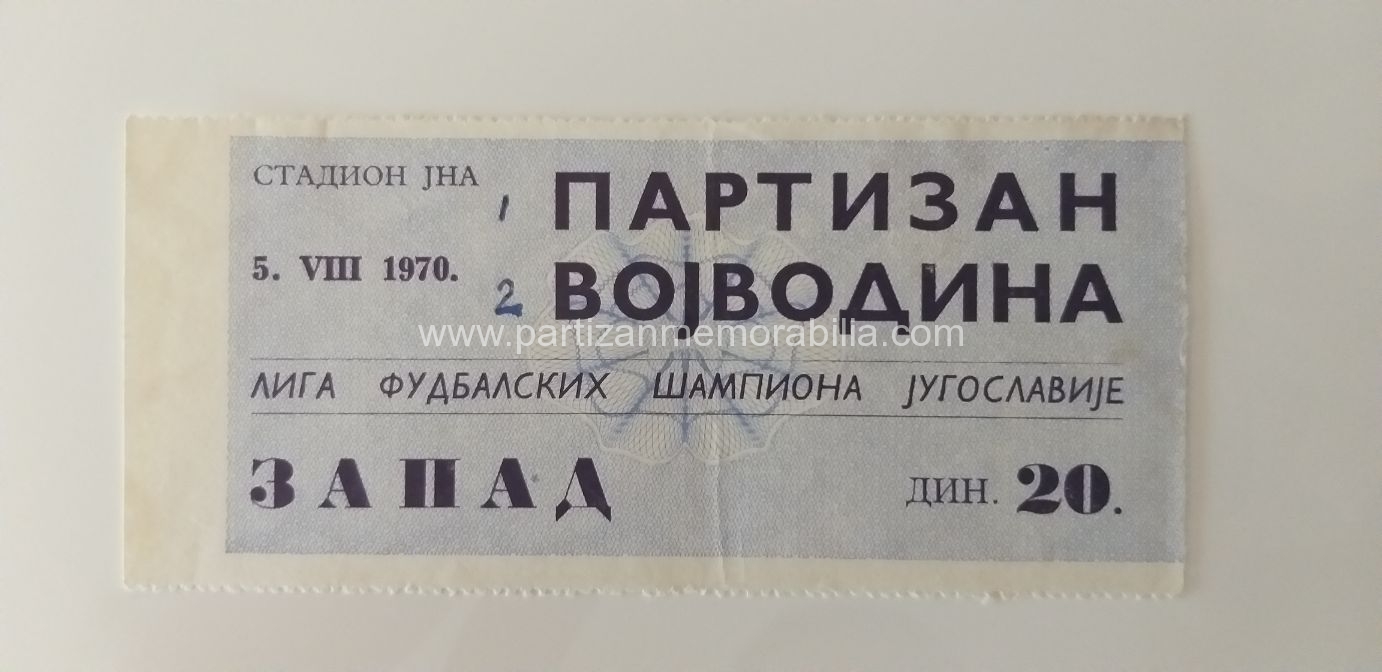 СТАДИОН ЈНА
5. VIII 1970.
1 ПАРТИЗАН
2 ВОЈВОДИНА
www.partizanmemorabilia.com
ЛИГА ФУДБАЛСКИХ ШАМПИОНА ЈУГОСЛАВИЈЕ
ЗАПАД
ДИН. 20.